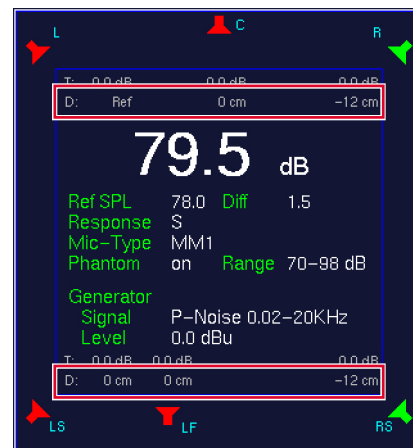 L C R
T: 0.0 dB 0.0 dB 0.0 dB
D: Ref 0 cm −12 cm
79.5 dB
Ref SPL 78.0 Diff 1.5
Response S
Mic−Type MM1
Phantom on Range 70−98 dB
Generator
Signal P−Noise 0.02−20KHz
Level 0.0 dBu
T: 0.0 dB 0.0 dB 0.0 dB
D: 0 cm 0 cm −12 cm
LS LF RS